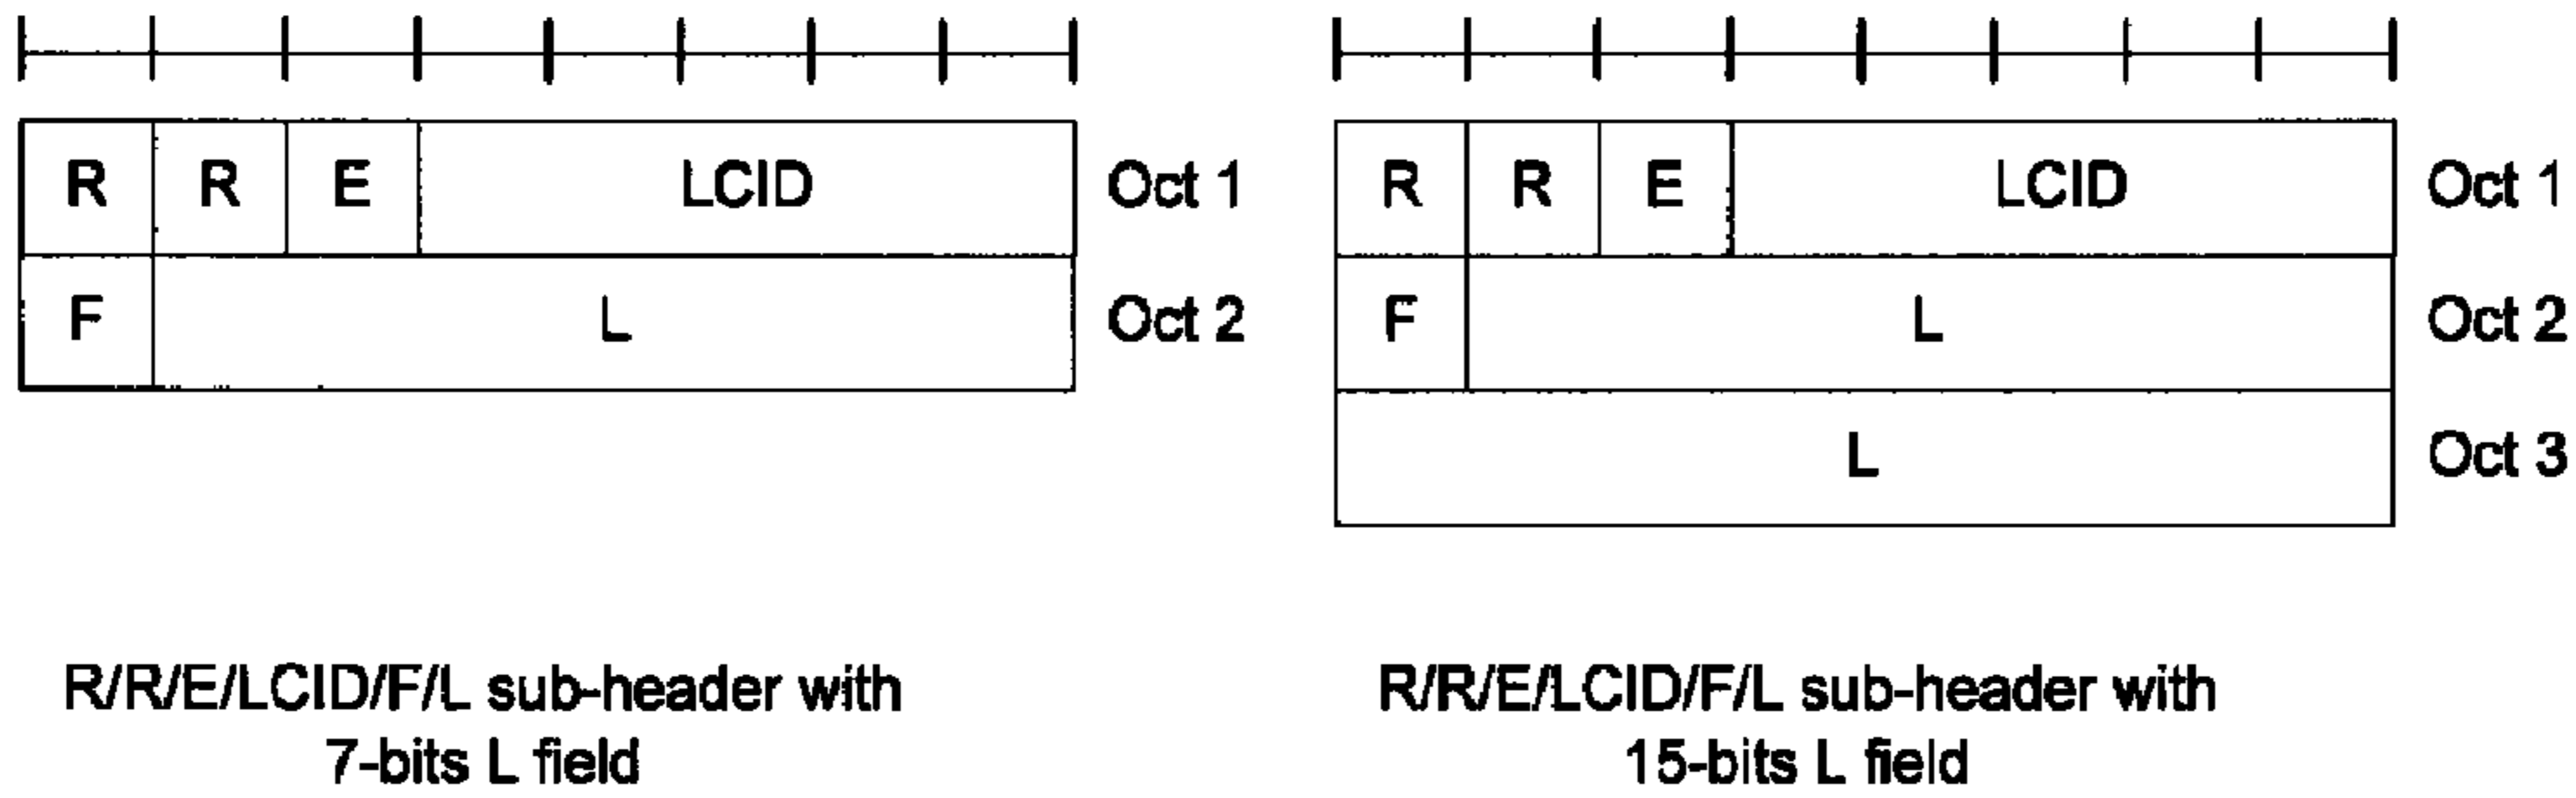 R R E LCID Oct 1
F L Oct 2
R/R/E/LCID/F/L sub-header with
7-bits L field
R R E LCID Oct 1
F L Oct 2
L Oct 3
R/R/E/LCID/F/L sub-header with
15-bits L field